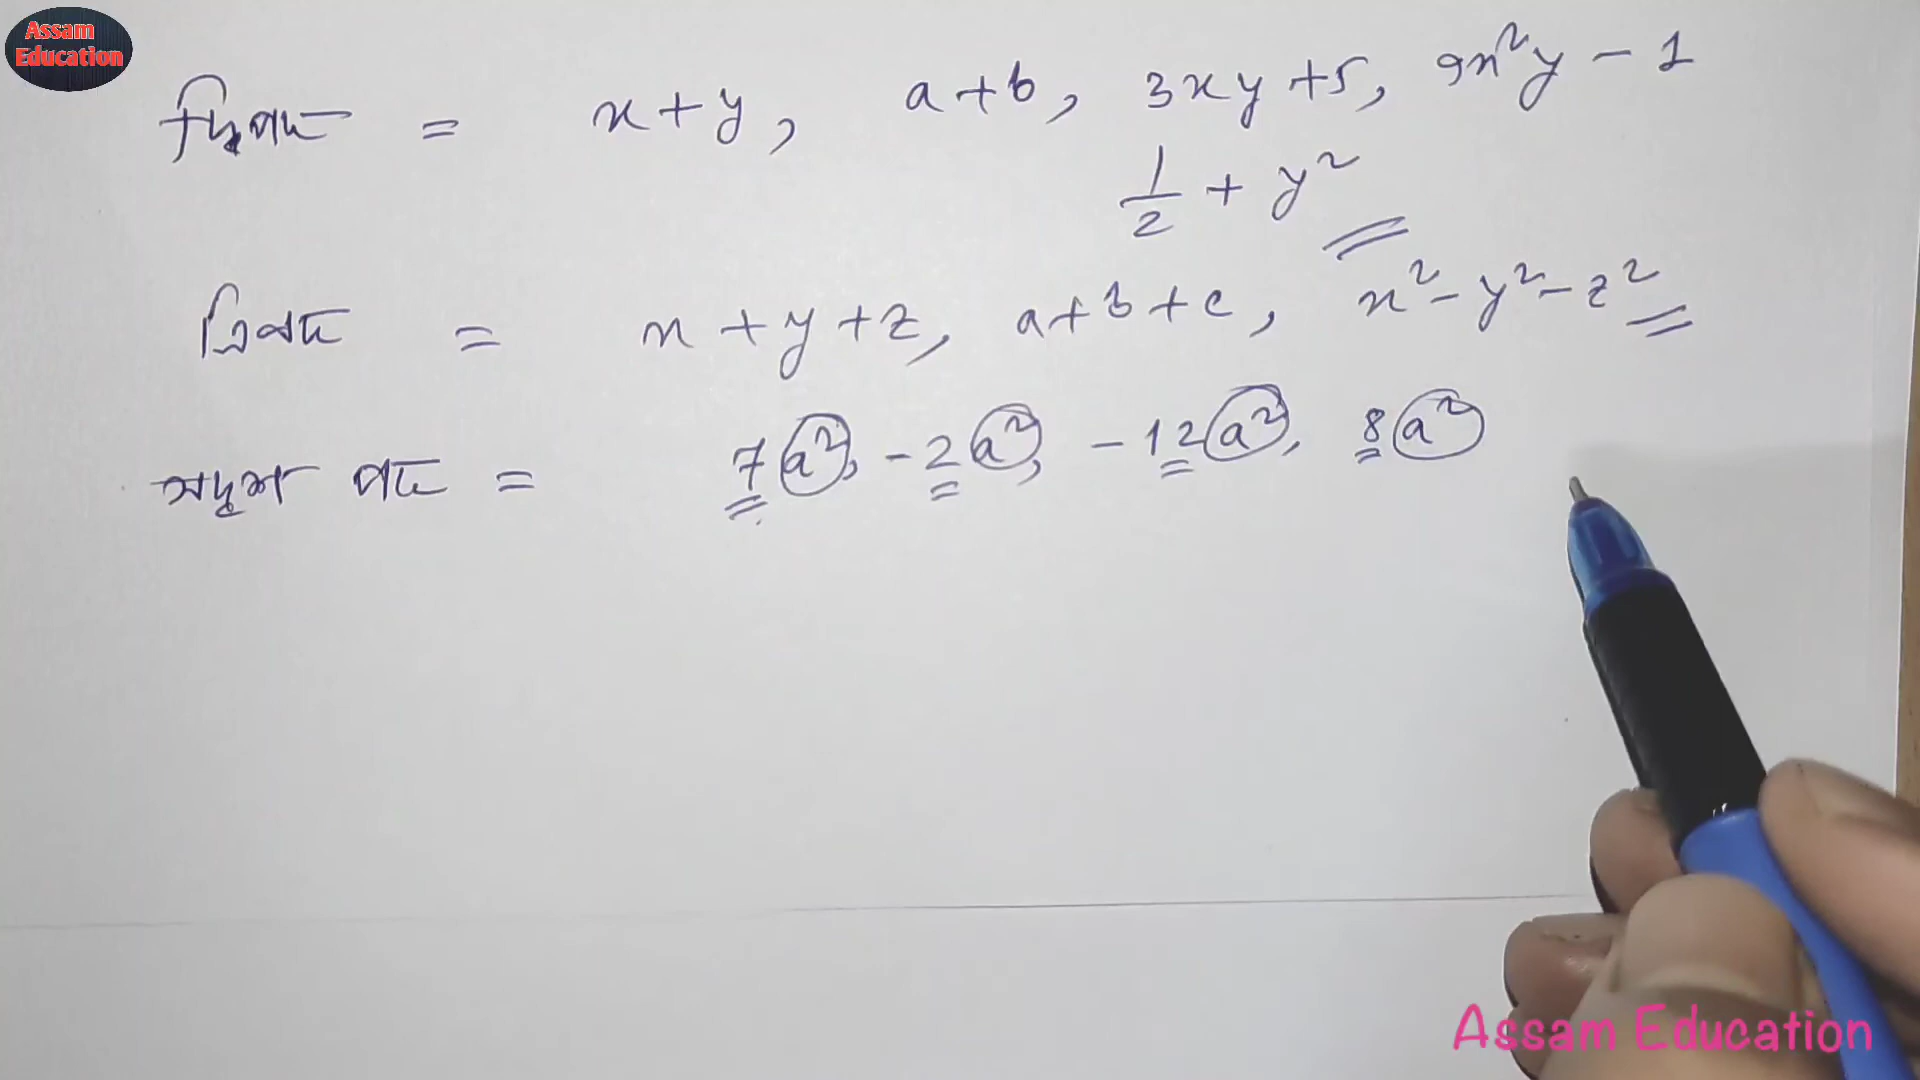 Assam
Education
দ্বিপদ = x + y, a + b, 3xy + 5, 9x²y - 1
1/2 + y²
ত্ৰিপদ = x + y + z, a + b + c, x² - y² - z²
সদৃশ পদ = 7a², - 2a², - 12a², 8a²
Assam Education